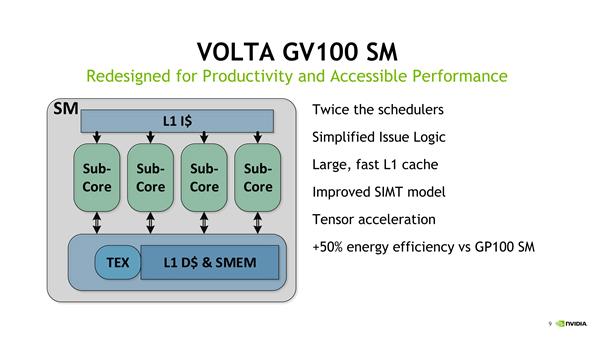 VOLTA GV100 SM
Redesigned for Productivity and Accessible Performance
SM
L1 I$
Sub-
Core
Sub-
Core
Sub-
Core
Sub-
Core
TEX
L1 D$ & SMEM
Twice the schedulers
Simplified Issue Logic
Large, fast L1 cache
Improved SIMT model
Tensor acceleration
+50% energy efficiency vs GP100 SM
9 NVIDIA